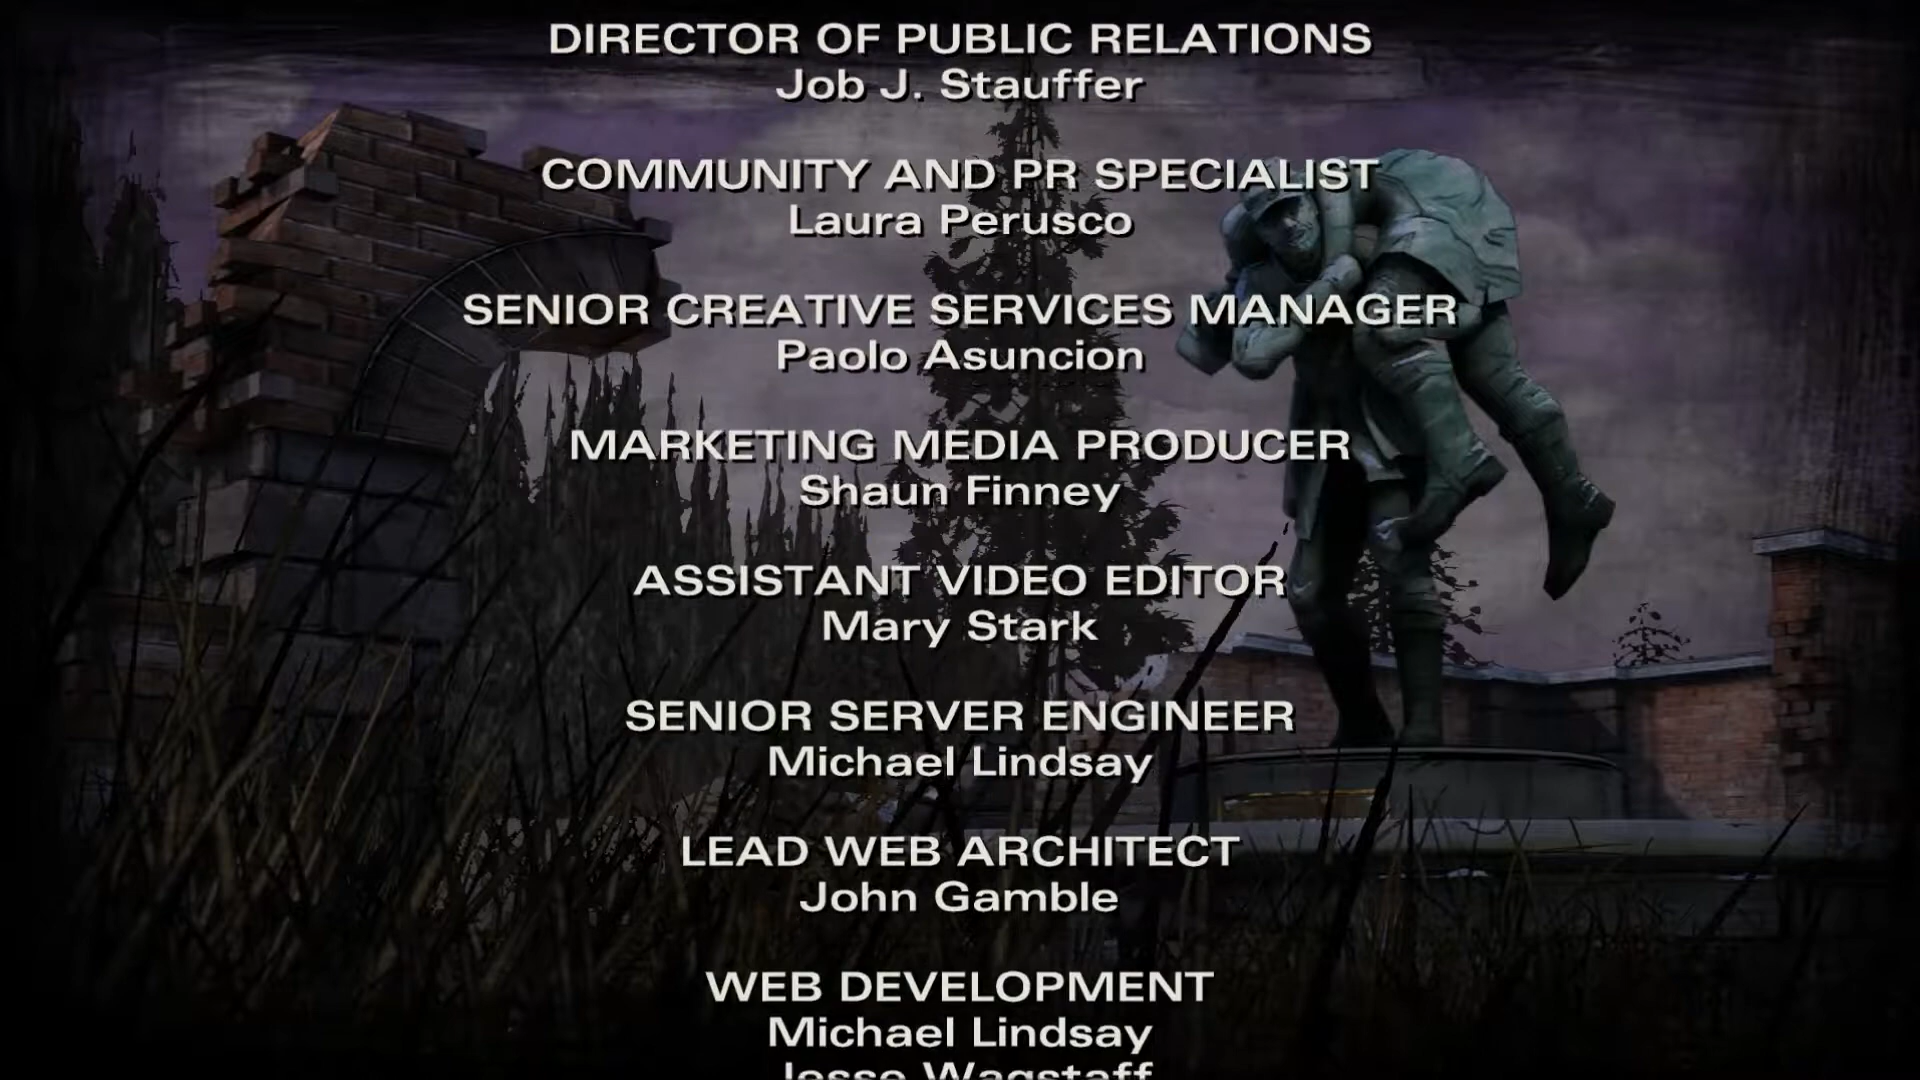 DIRECTOR OF PUBLIC RELATIONS
Job J. Stauffer
COMMUNITY AND PR SPECIALIST
Laura Perusco
SENIOR CREATIVE SERVICES MANAGER
Paolo Asuncion
MARKETING MEDIA PRODUCER
Shaun Finney
ASSISTANT VIDEO EDITOR
Mary Stark
SENIOR SERVER ENGINEER
Michael Lindsay
LEAD WEB ARCHITECT
John Gamble
WEB DEVELOPMENT
Michael Lindsay
Jesse Wagstaff